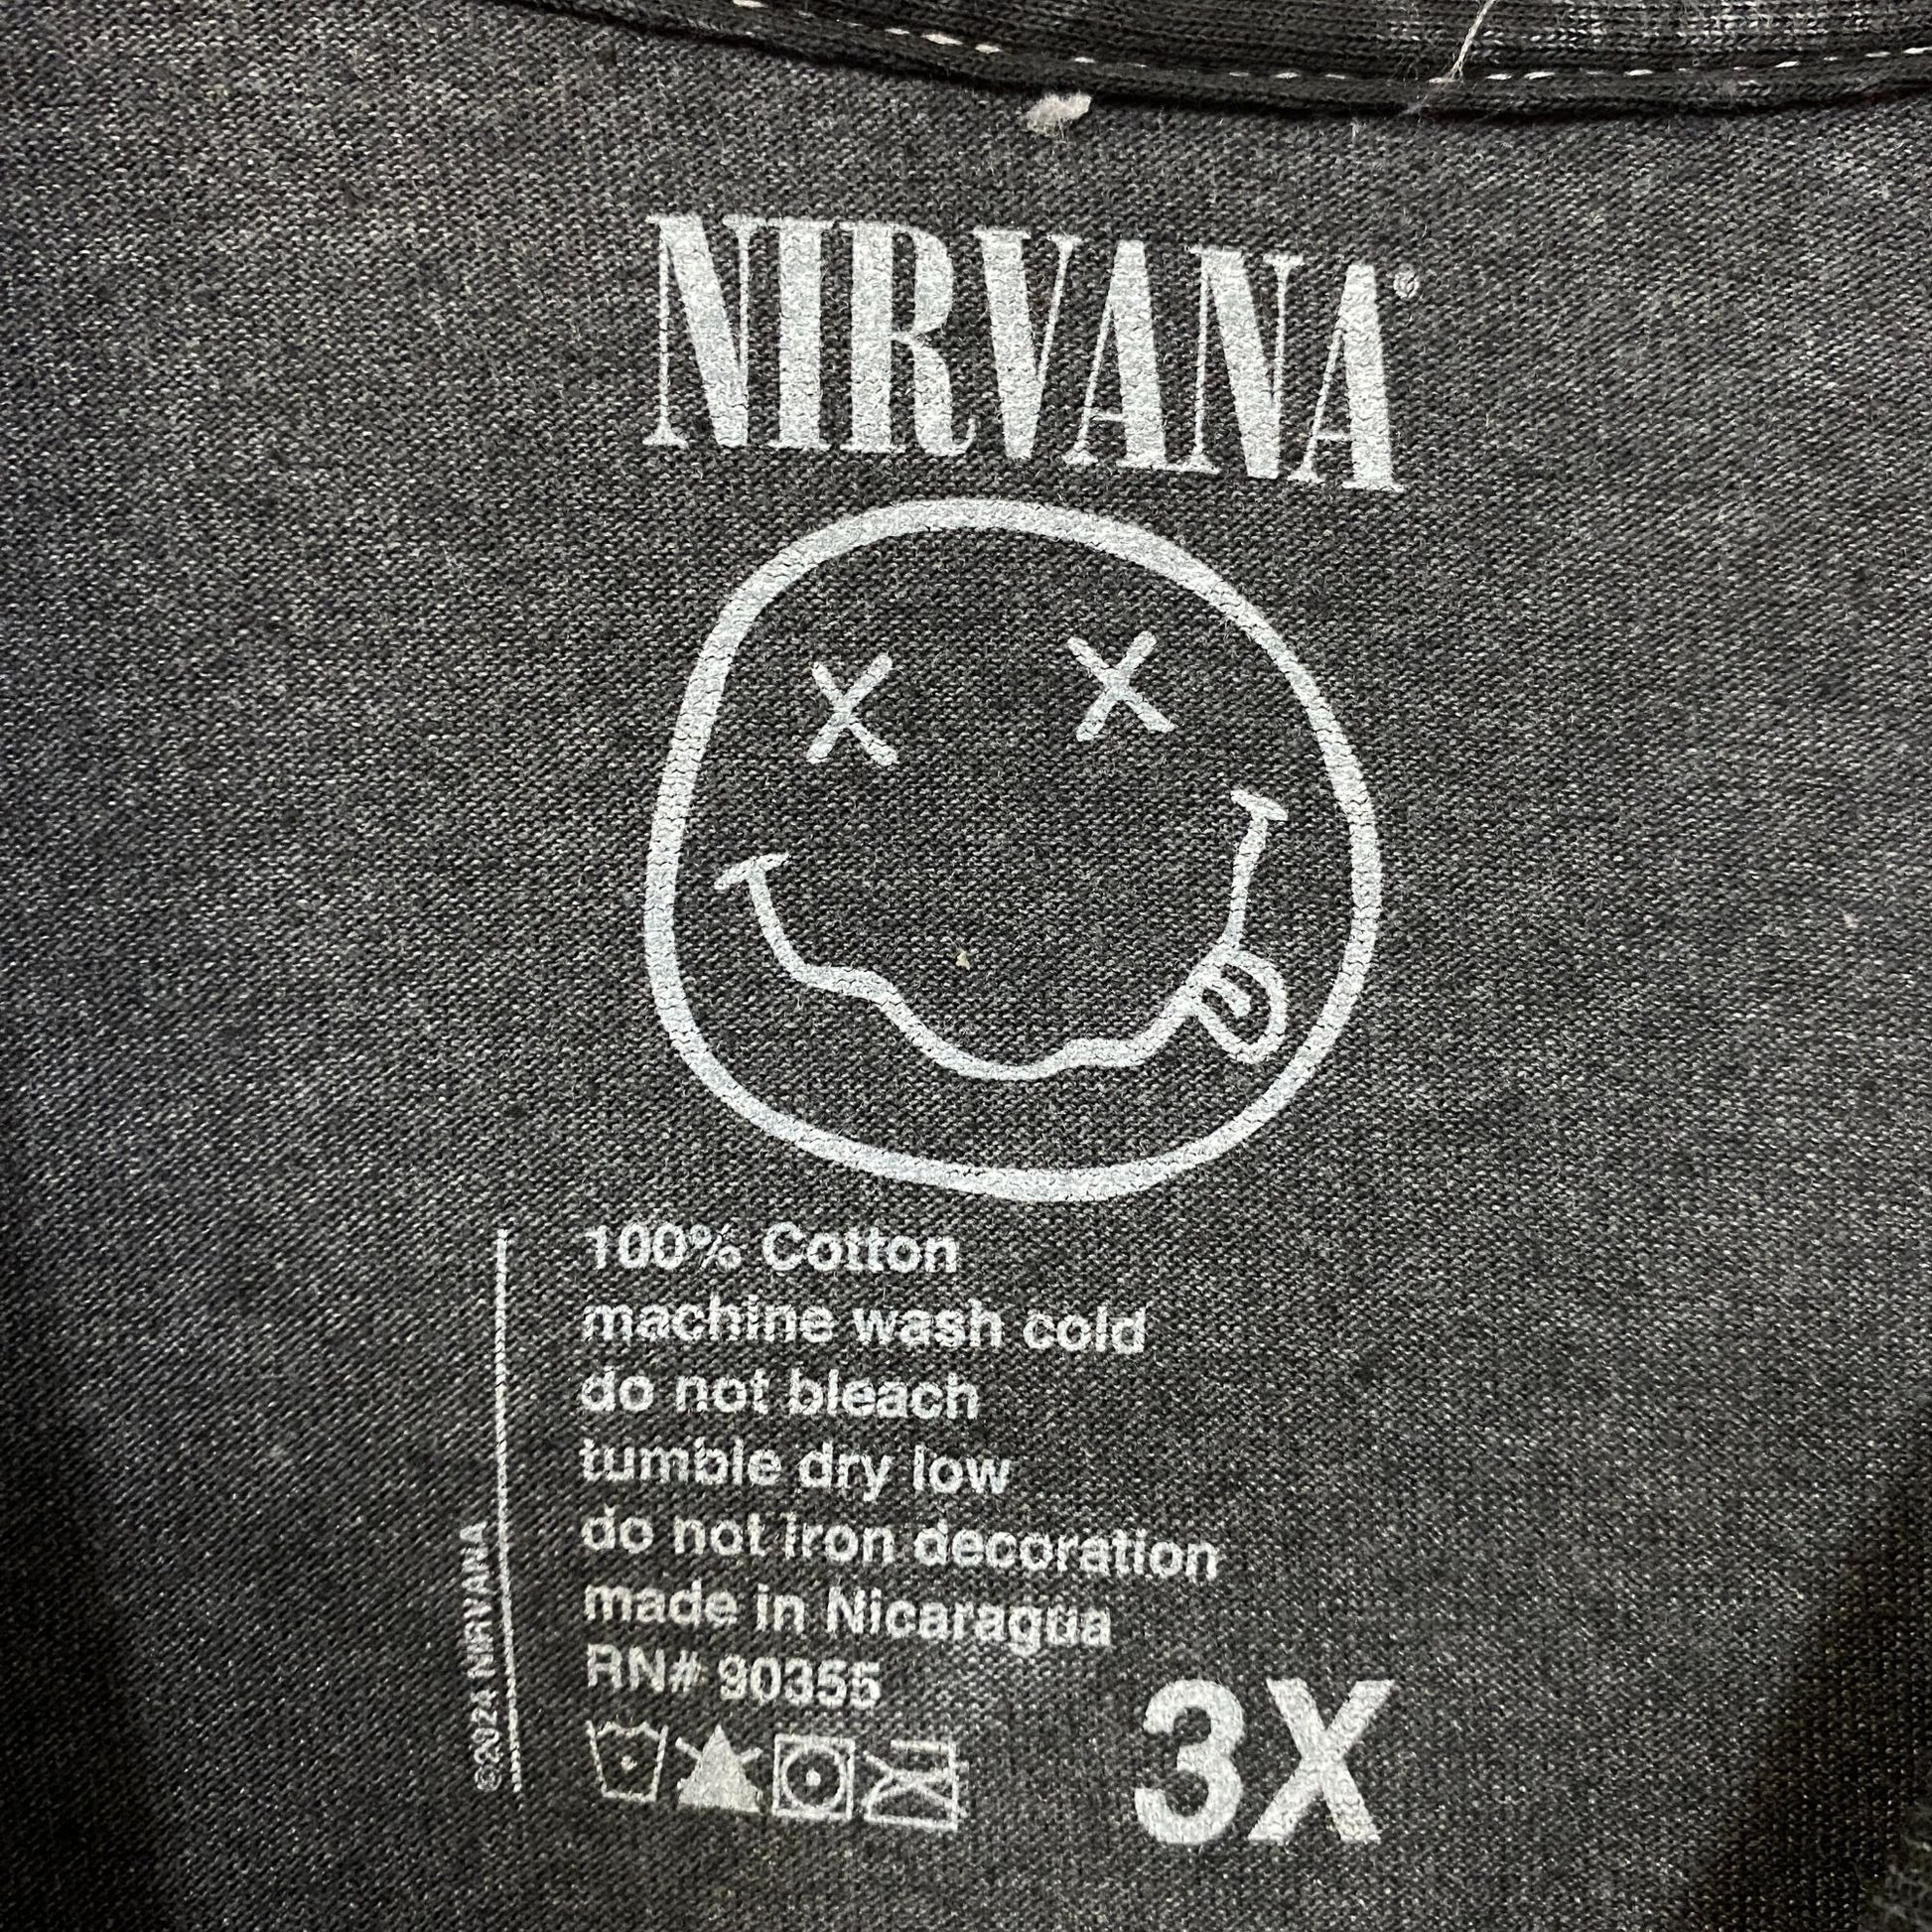 NIRVANA®
100% Cotton
machine wash cold
do not bleach
tumble dry low
do not iron decoration
made in Nicaragua
RN# 90355
3X
©2024 NIRVANA